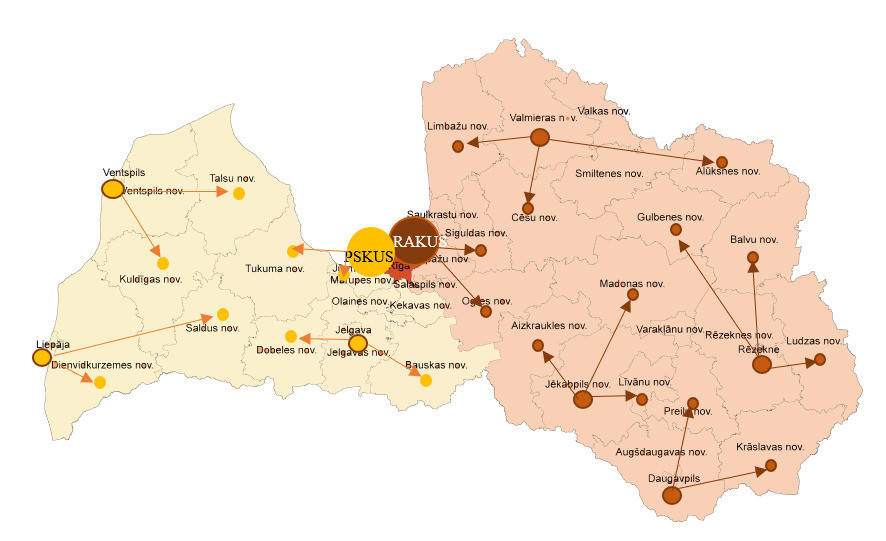 Valkas nov.
Valmieras nov.
Limbažu nov.
Alūksnes nov.
Smiltenes nov.
Ventspils
Talsu nov.
Ventspils nov.
Cēsu nov.
Saulkrastu nov.
Gulbenes nov.
Siguldas nov.
RAKUS
Balvu nov.
PSKUS
Tukuma nov.
Kuldīgas nov.
Mārupes nov.
Salaspils nov.
Madonas nov.
Olaines nov.
Ķekavas nov.
Ogres nov.
Saldus nov.
Jelgava
Aizkraukles nov.
Varakļānu nov.
Rēzeknes nov.
Rēzekne
Ludzas nov.
Liepāja
Dobeles nov.
Jelgavas nov.
Dienvidkurzemes nov.
Bauskas nov.
Jēkabpils nov.
Līvānu nov.
Preiļu nov.
Augšdaugavas nov.
Krāslavas nov.
Daugavpils